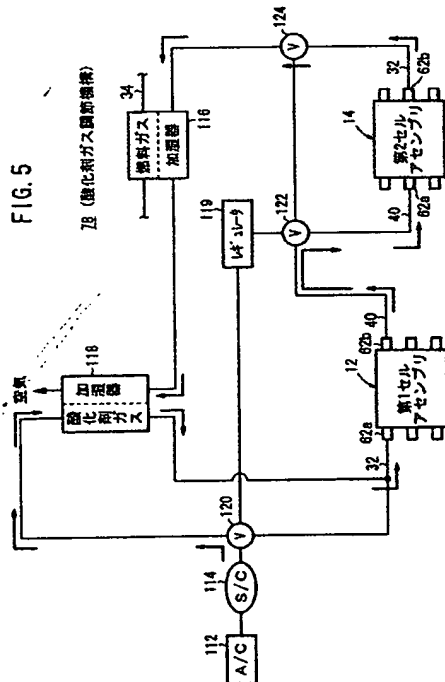 FIG.5
78 (酸化剤ガス調節機構)
空気
118
加湿器
酸化剤ガス
燃料ガス
加湿器
34
116
119
レギュレータ
V
124
V
122
V
120
S/C
114
A/C
112
32
62a
12
第1セル
アセンブリ
62b
40
40
62a
14
第2セル
アセンブリ
62b
32